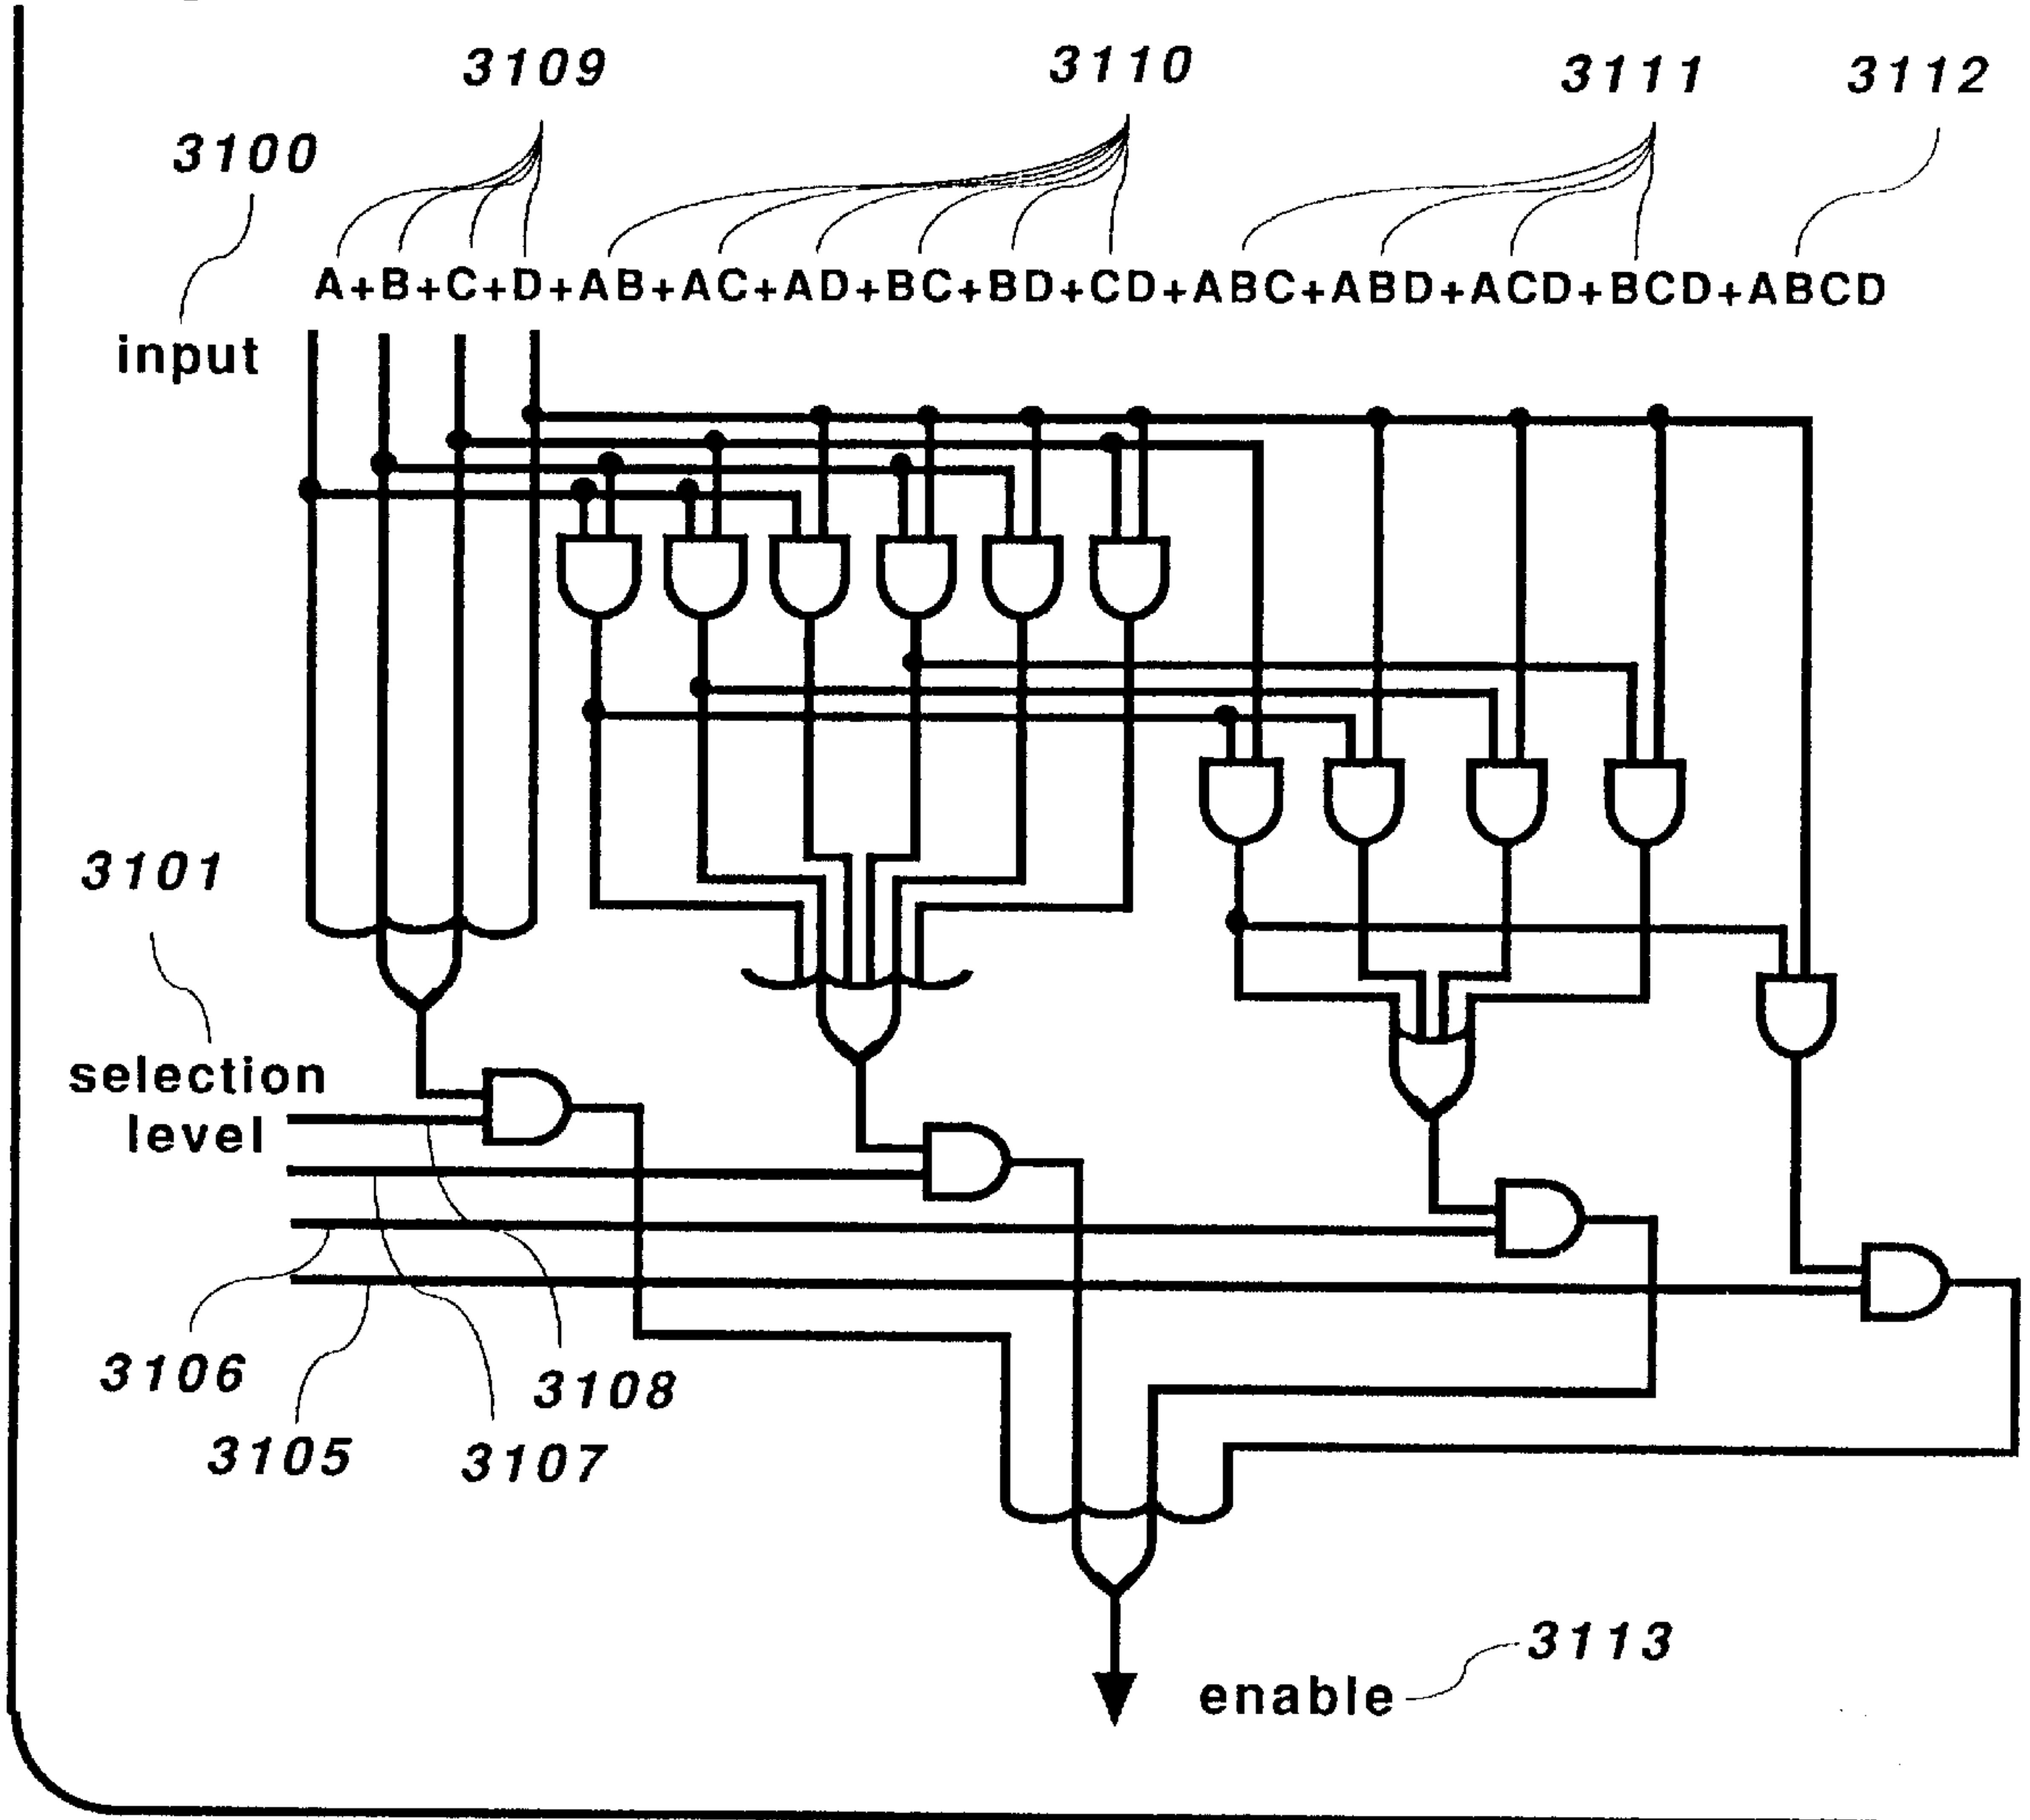 3109
3110
3111
3112
3100
A+B+C+D+AB+AC+AD+BC+BD+CD+ABC+ABD+ACD+BCD+ABCD
input
3101
selection
level
3106
3108
3105
3107
3113
enable